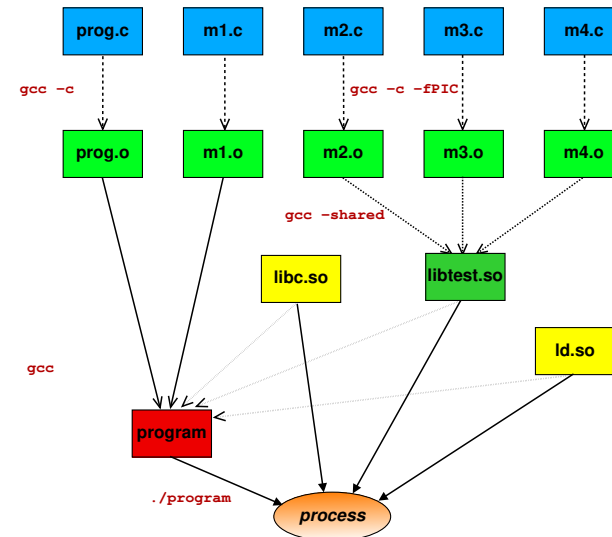 prog.c
m1.c
m2.c
m3.c
m4.c
gcc -c
gcc -c -fPIC
prog.o
m1.o
m2.o
m3.o
m4.o
gcc -shared
libc.so
libtest.so
ld.so
gcc
program
./program
process